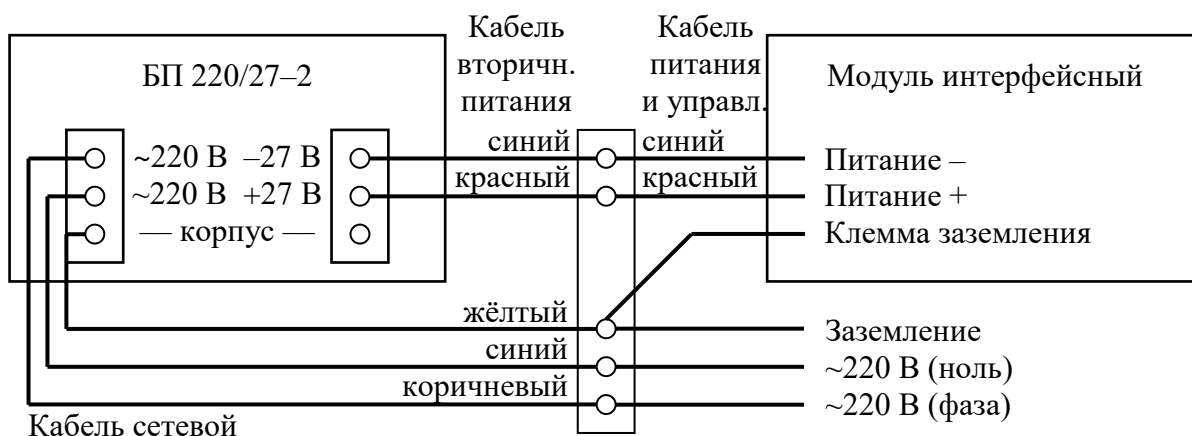 Кабель
вторичн.
питания
Кабель
питания
и управл.
БП 220/27–2
Модуль интерфейсный
~220 В –27 В
синий
синий
Питание –
~220 В +27 В
красный
красный
Питание +
— корпус —
Клемма заземления
жёлтый
Заземление
синий
~220 В (ноль)
коричневый
~220 В (фаза)
Кабель сетевой